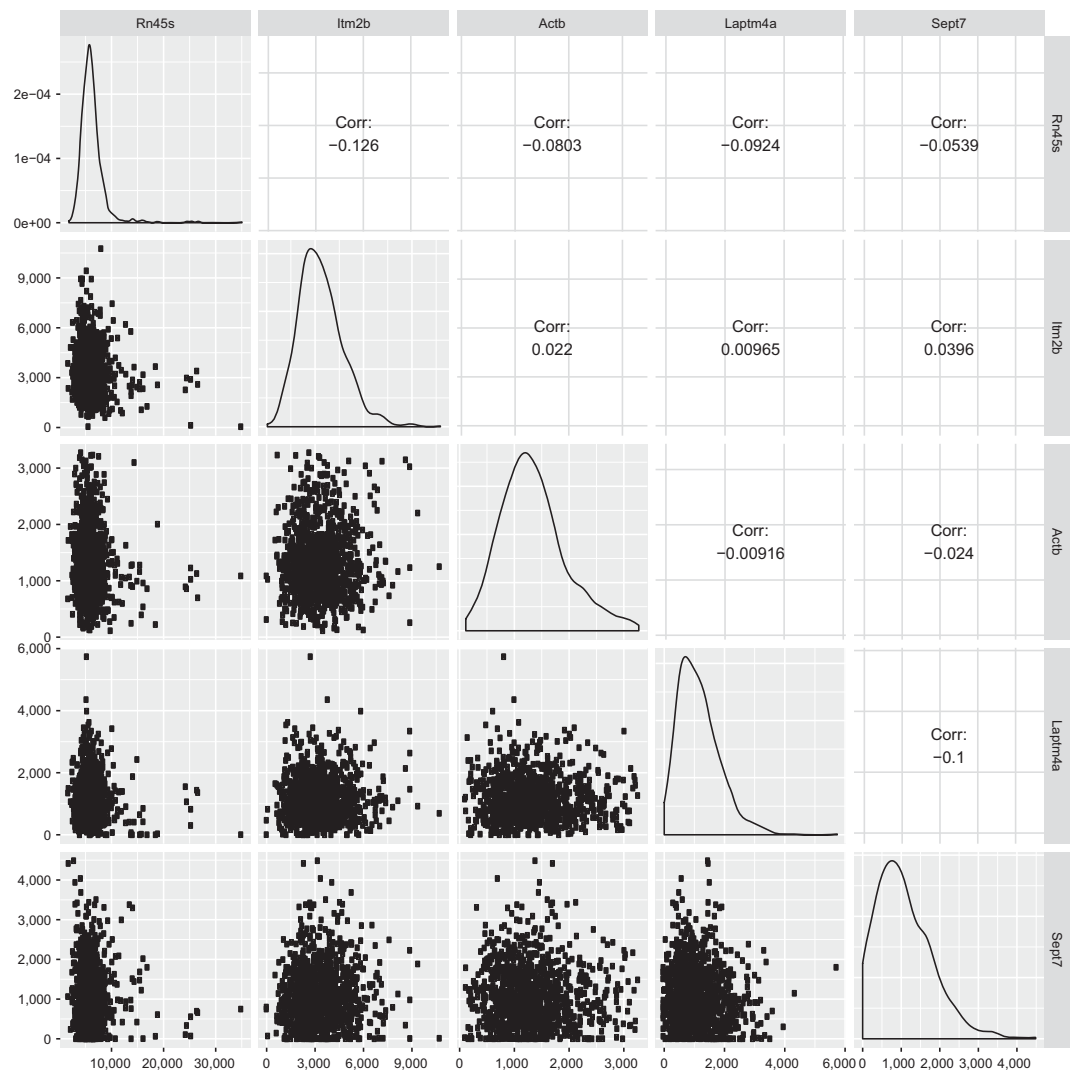 Rn45s Itm2b Actb Laptm4a Sept7
2e−04
1e−04
0e+00
Corr:
−0.126
Corr:
−0.0803
Corr:
−0.0924
Corr:
−0.0539
Rn45s
9,000
6,000
3,000
0
Corr:
0.022
Corr:
0.00965
Corr:
0.0396
Itm2b
3,000
2,000
1,000
0
Corr:
−0.00916
Corr:
−0.024
Actb
6,000
4,000
2,000
0
Corr:
−0.1
Laptm4a
4,000
3,000
2,000
1,000
0
Sept7
10,000 20,000 30,000 0 3,000 6,000 9,000 0 1,000 2,000 3,000 0 2,000 4,000 6,000 0 1,000 2,000 3,000 4,000